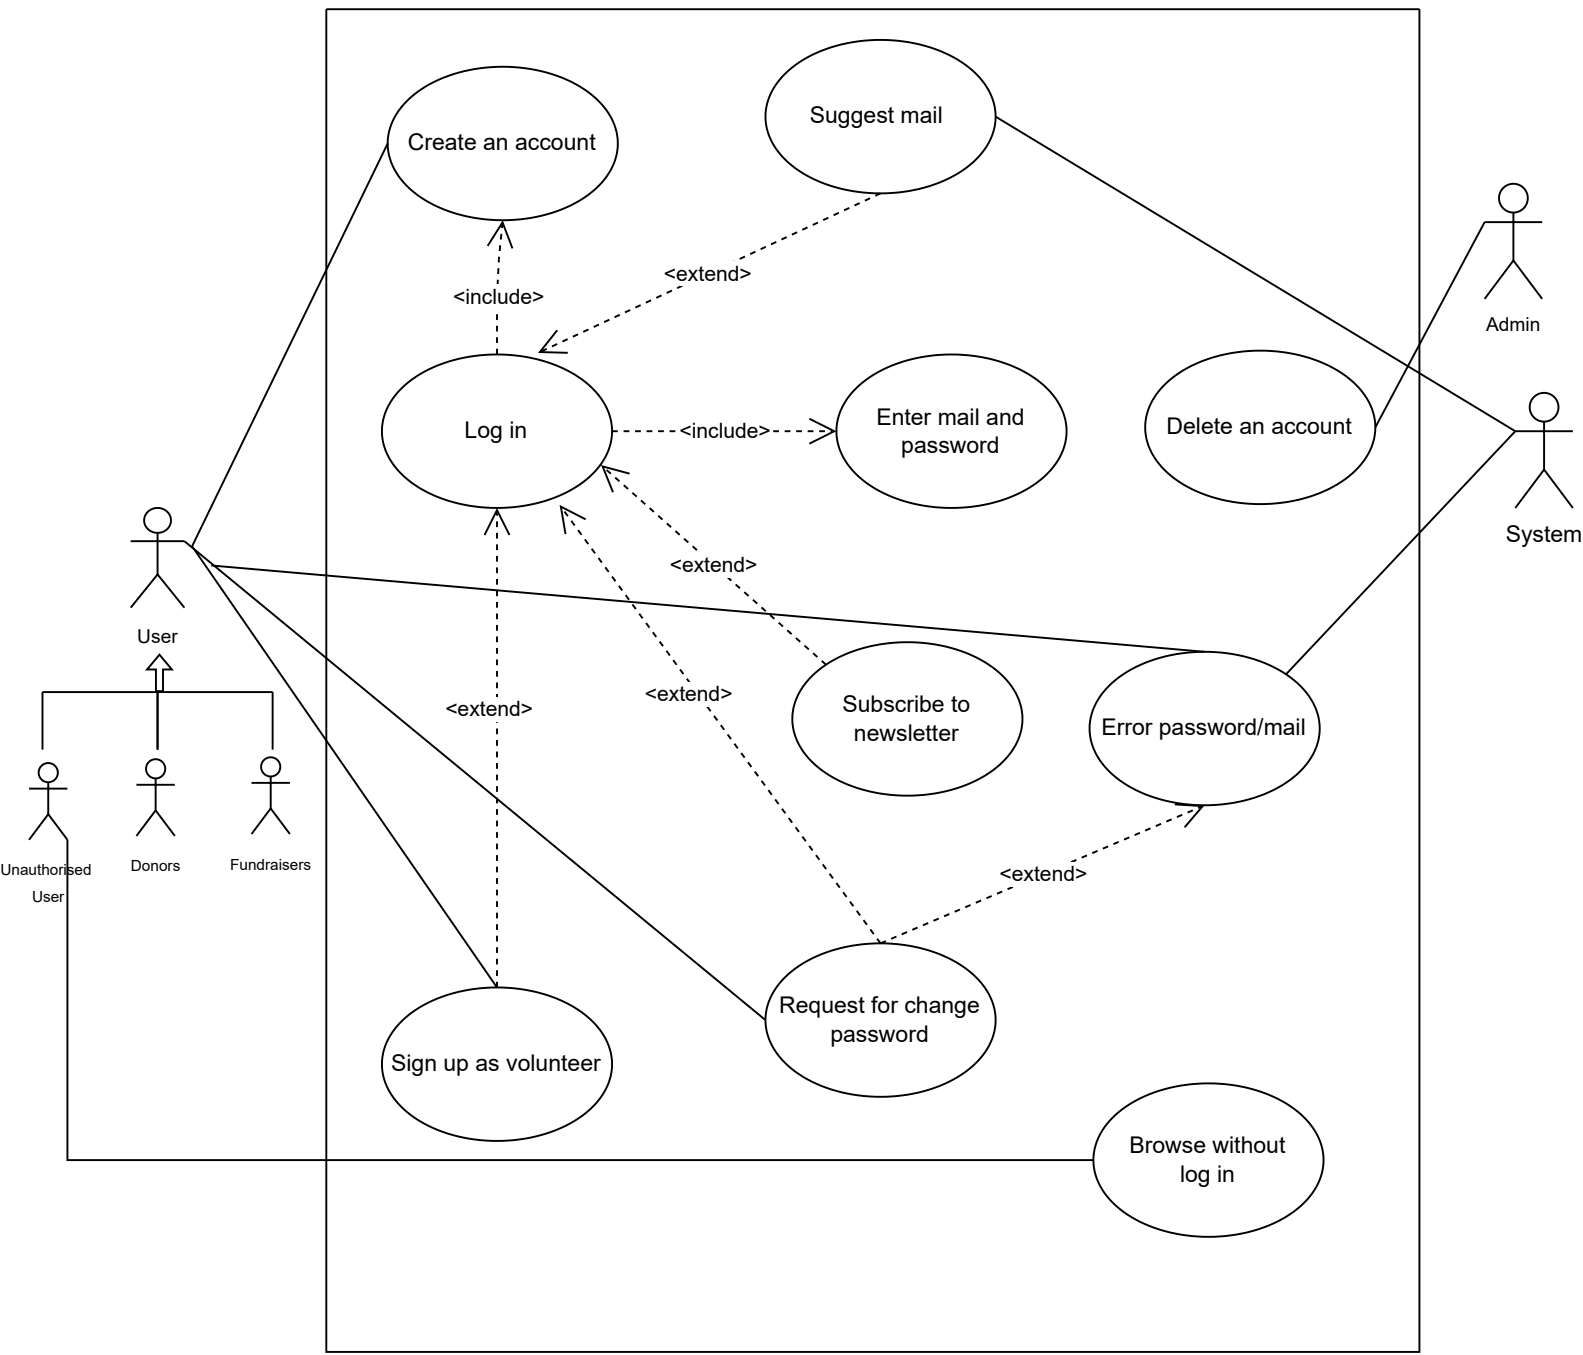 Suggest mail
Create an account
<extend>
<include>
Admin
Log in
<include>
Enter mail and
password
Delete an account
System
<extend>
User
<extend>
<extend>
Subscribe to
newsletter
Error password/mail
Unauthorised
User
Donors
Fundraisers
<extend>
Request for change
password
Sign up as volunteer
Browse without
log in